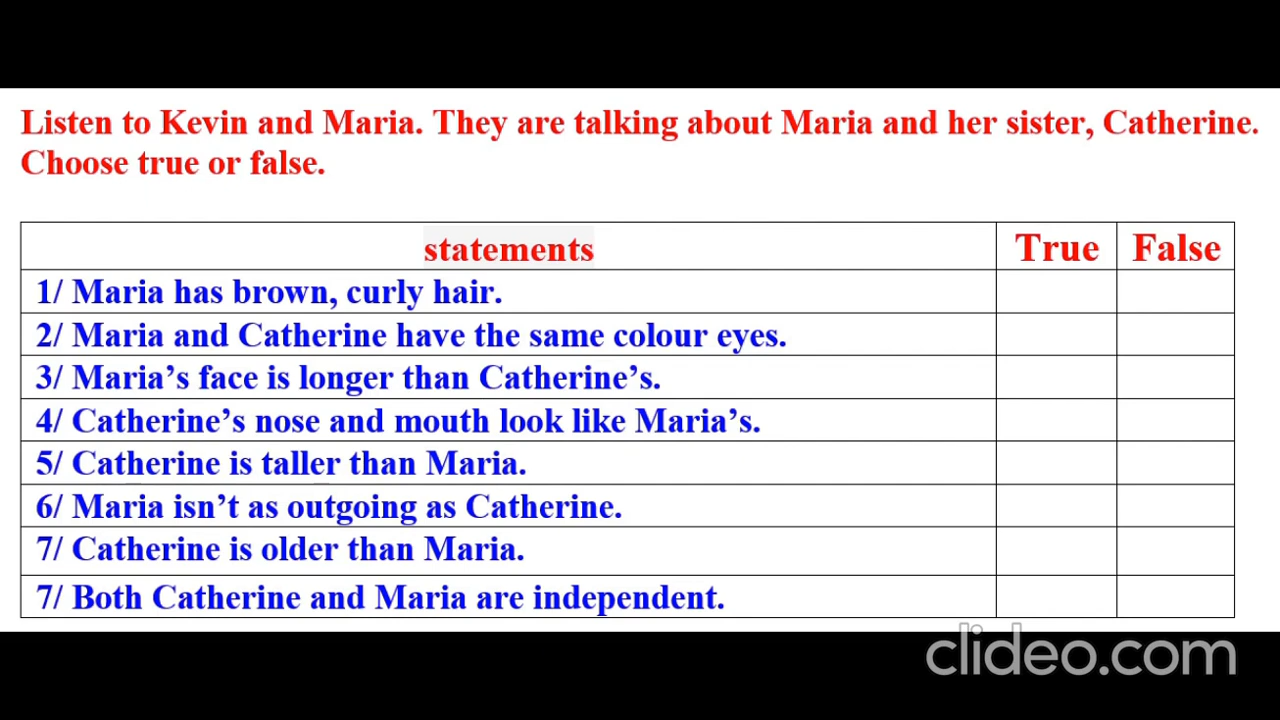 Listen to Kevin and Maria. They are talking about Maria and her sister, Catherine.
Choose true or false.
statements True False
1/ Maria has brown, curly hair.
2/ Maria and Catherine have the same colour eyes.
3/ Maria’s face is longer than Catherine’s.
4/ Catherine’s nose and mouth look like Maria’s.
5/ Catherine is taller than Maria.
6/ Maria isn’t as outgoing as Catherine.
7/ Catherine is older than Maria.
7/ Both Catherine and Maria are independent.
clideo.com